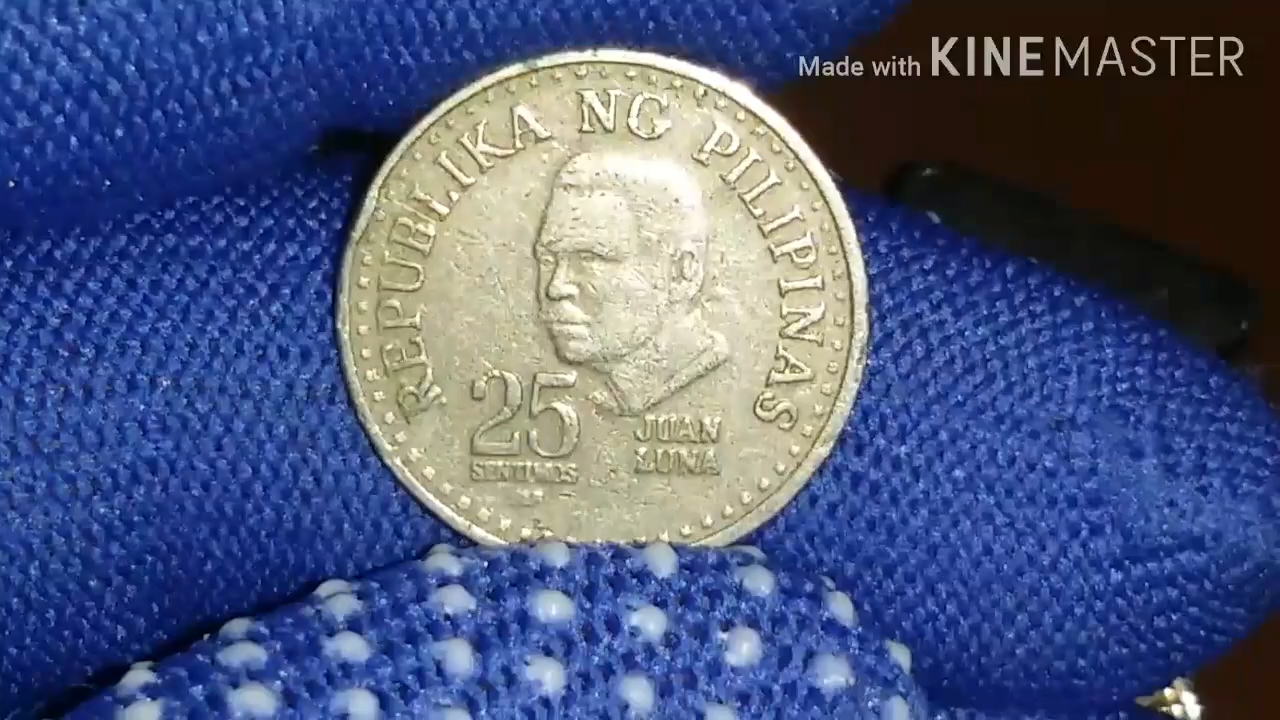 Made with KINEMASTER
REPUBLIKA NG PILIPINAS
25
SENTIMOS
JUAN
LUNA